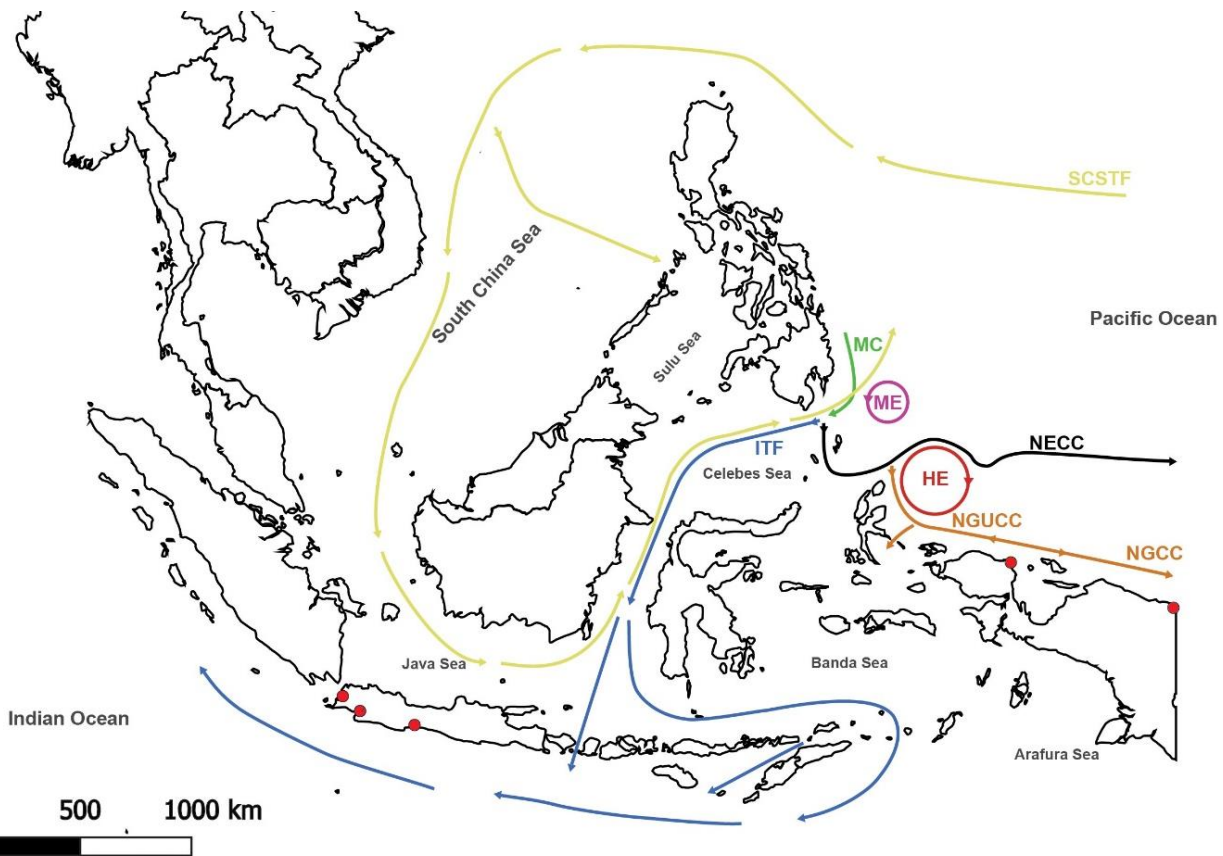 SCSTF
South China Sea
Pacific Ocean
MC
Sulu Sea
ME
ITF
NECC
Celebes Sea
HE
NGUCC
NGCC
Java Sea
Banda Sea
Indian Ocean
Arafura Sea
500 1000 km